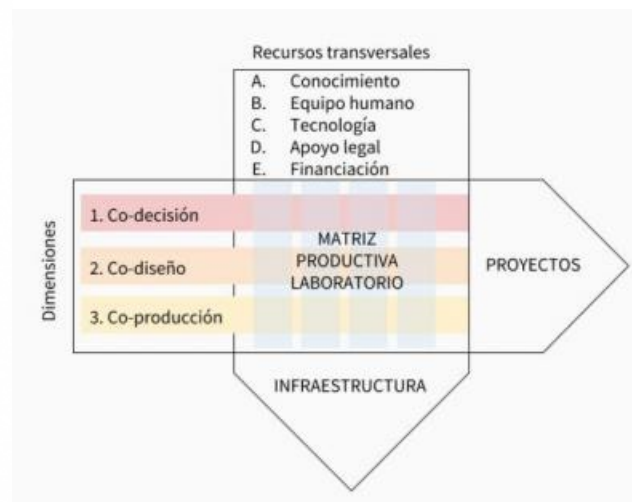 Recursos transversales
A. Conocimiento
B. Equipo humano
C. Tecnología
D. Apoyo legal
E. Financiación
Dimensiones
1. Co-decisión
2. Co-diseño
3. Co-producción
MATRIZ
PRODUCTIVA
LABORATORIO
PROYECTOS
INFRAESTRUCTURA